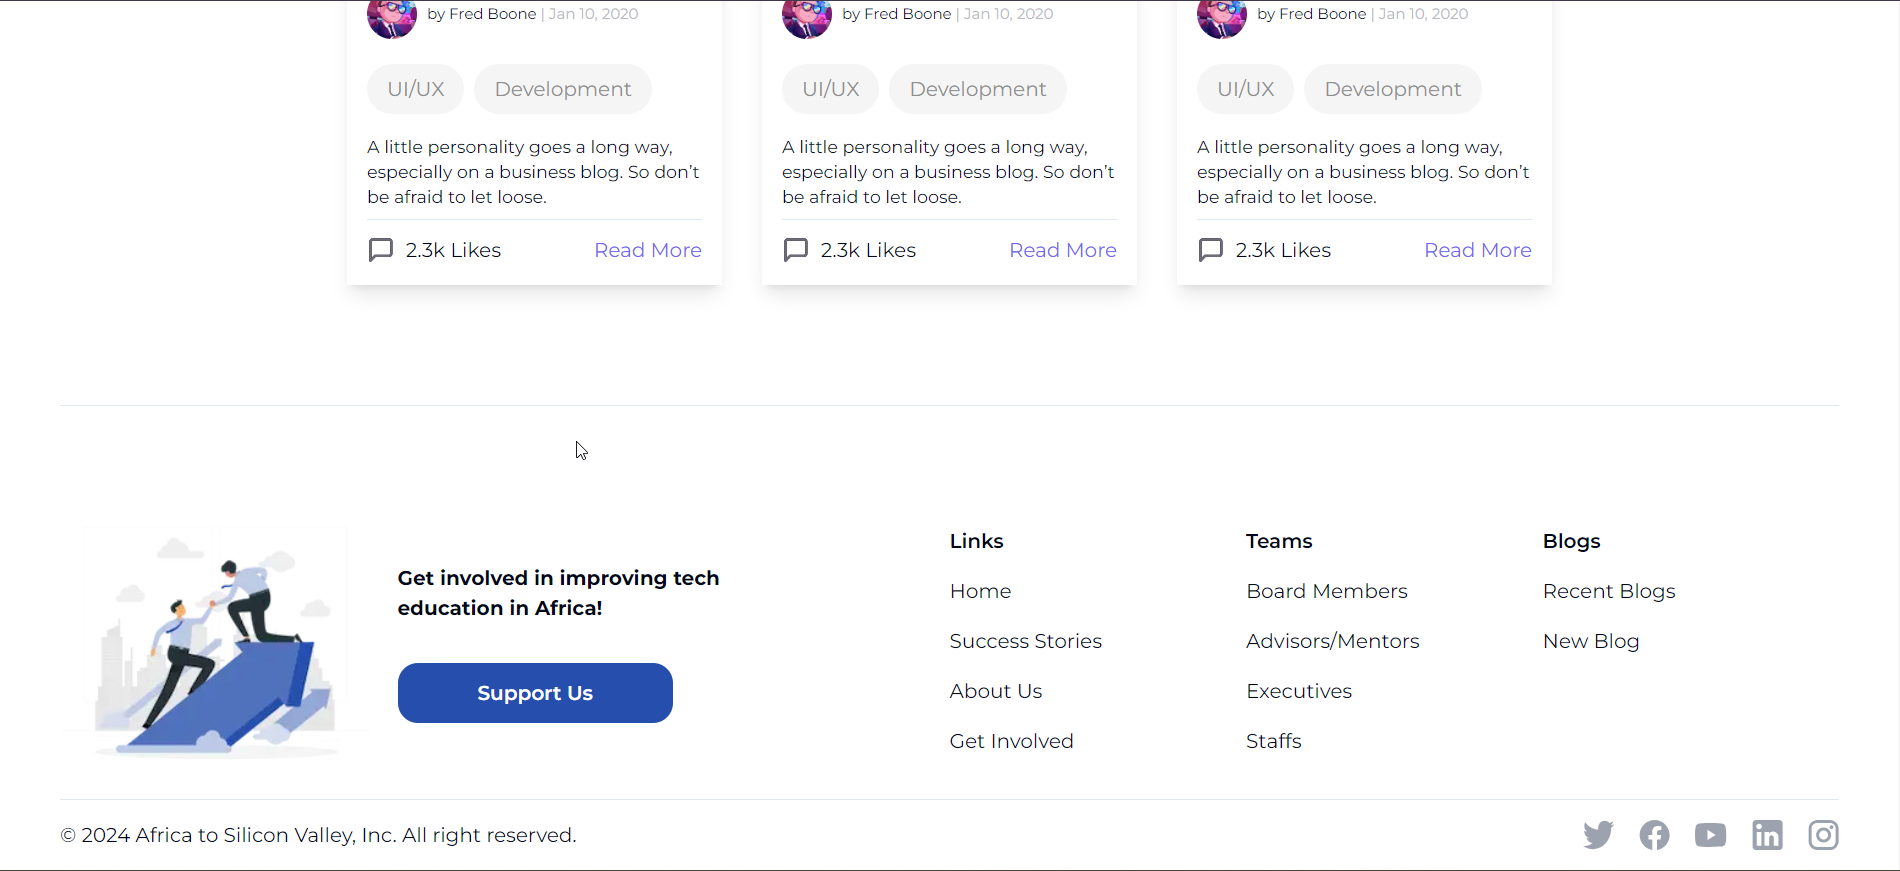 by Fred Boone | Jan 10, 2020
UI/UX
Development
A little personality goes a long way,
especially on a business blog. So don’t
be afraid to let loose.
2.3k Likes
Read More
by Fred Boone | Jan 10, 2020
UI/UX
Development
A little personality goes a long way,
especially on a business blog. So don’t
be afraid to let loose.
2.3k Likes
Read More
by Fred Boone | Jan 10, 2020
UI/UX
Development
A little personality goes a long way,
especially on a business blog. So don’t
be afraid to let loose.
2.3k Likes
Read More
Get involved in improving tech
education in Africa!
Support Us
Links
Home
Success Stories
About Us
Get Involved
Teams
Board Members
Advisors/Mentors
Executives
Staffs
Blogs
Recent Blogs
New Blog
© 2024 Africa to Silicon Valley, Inc. All right reserved.